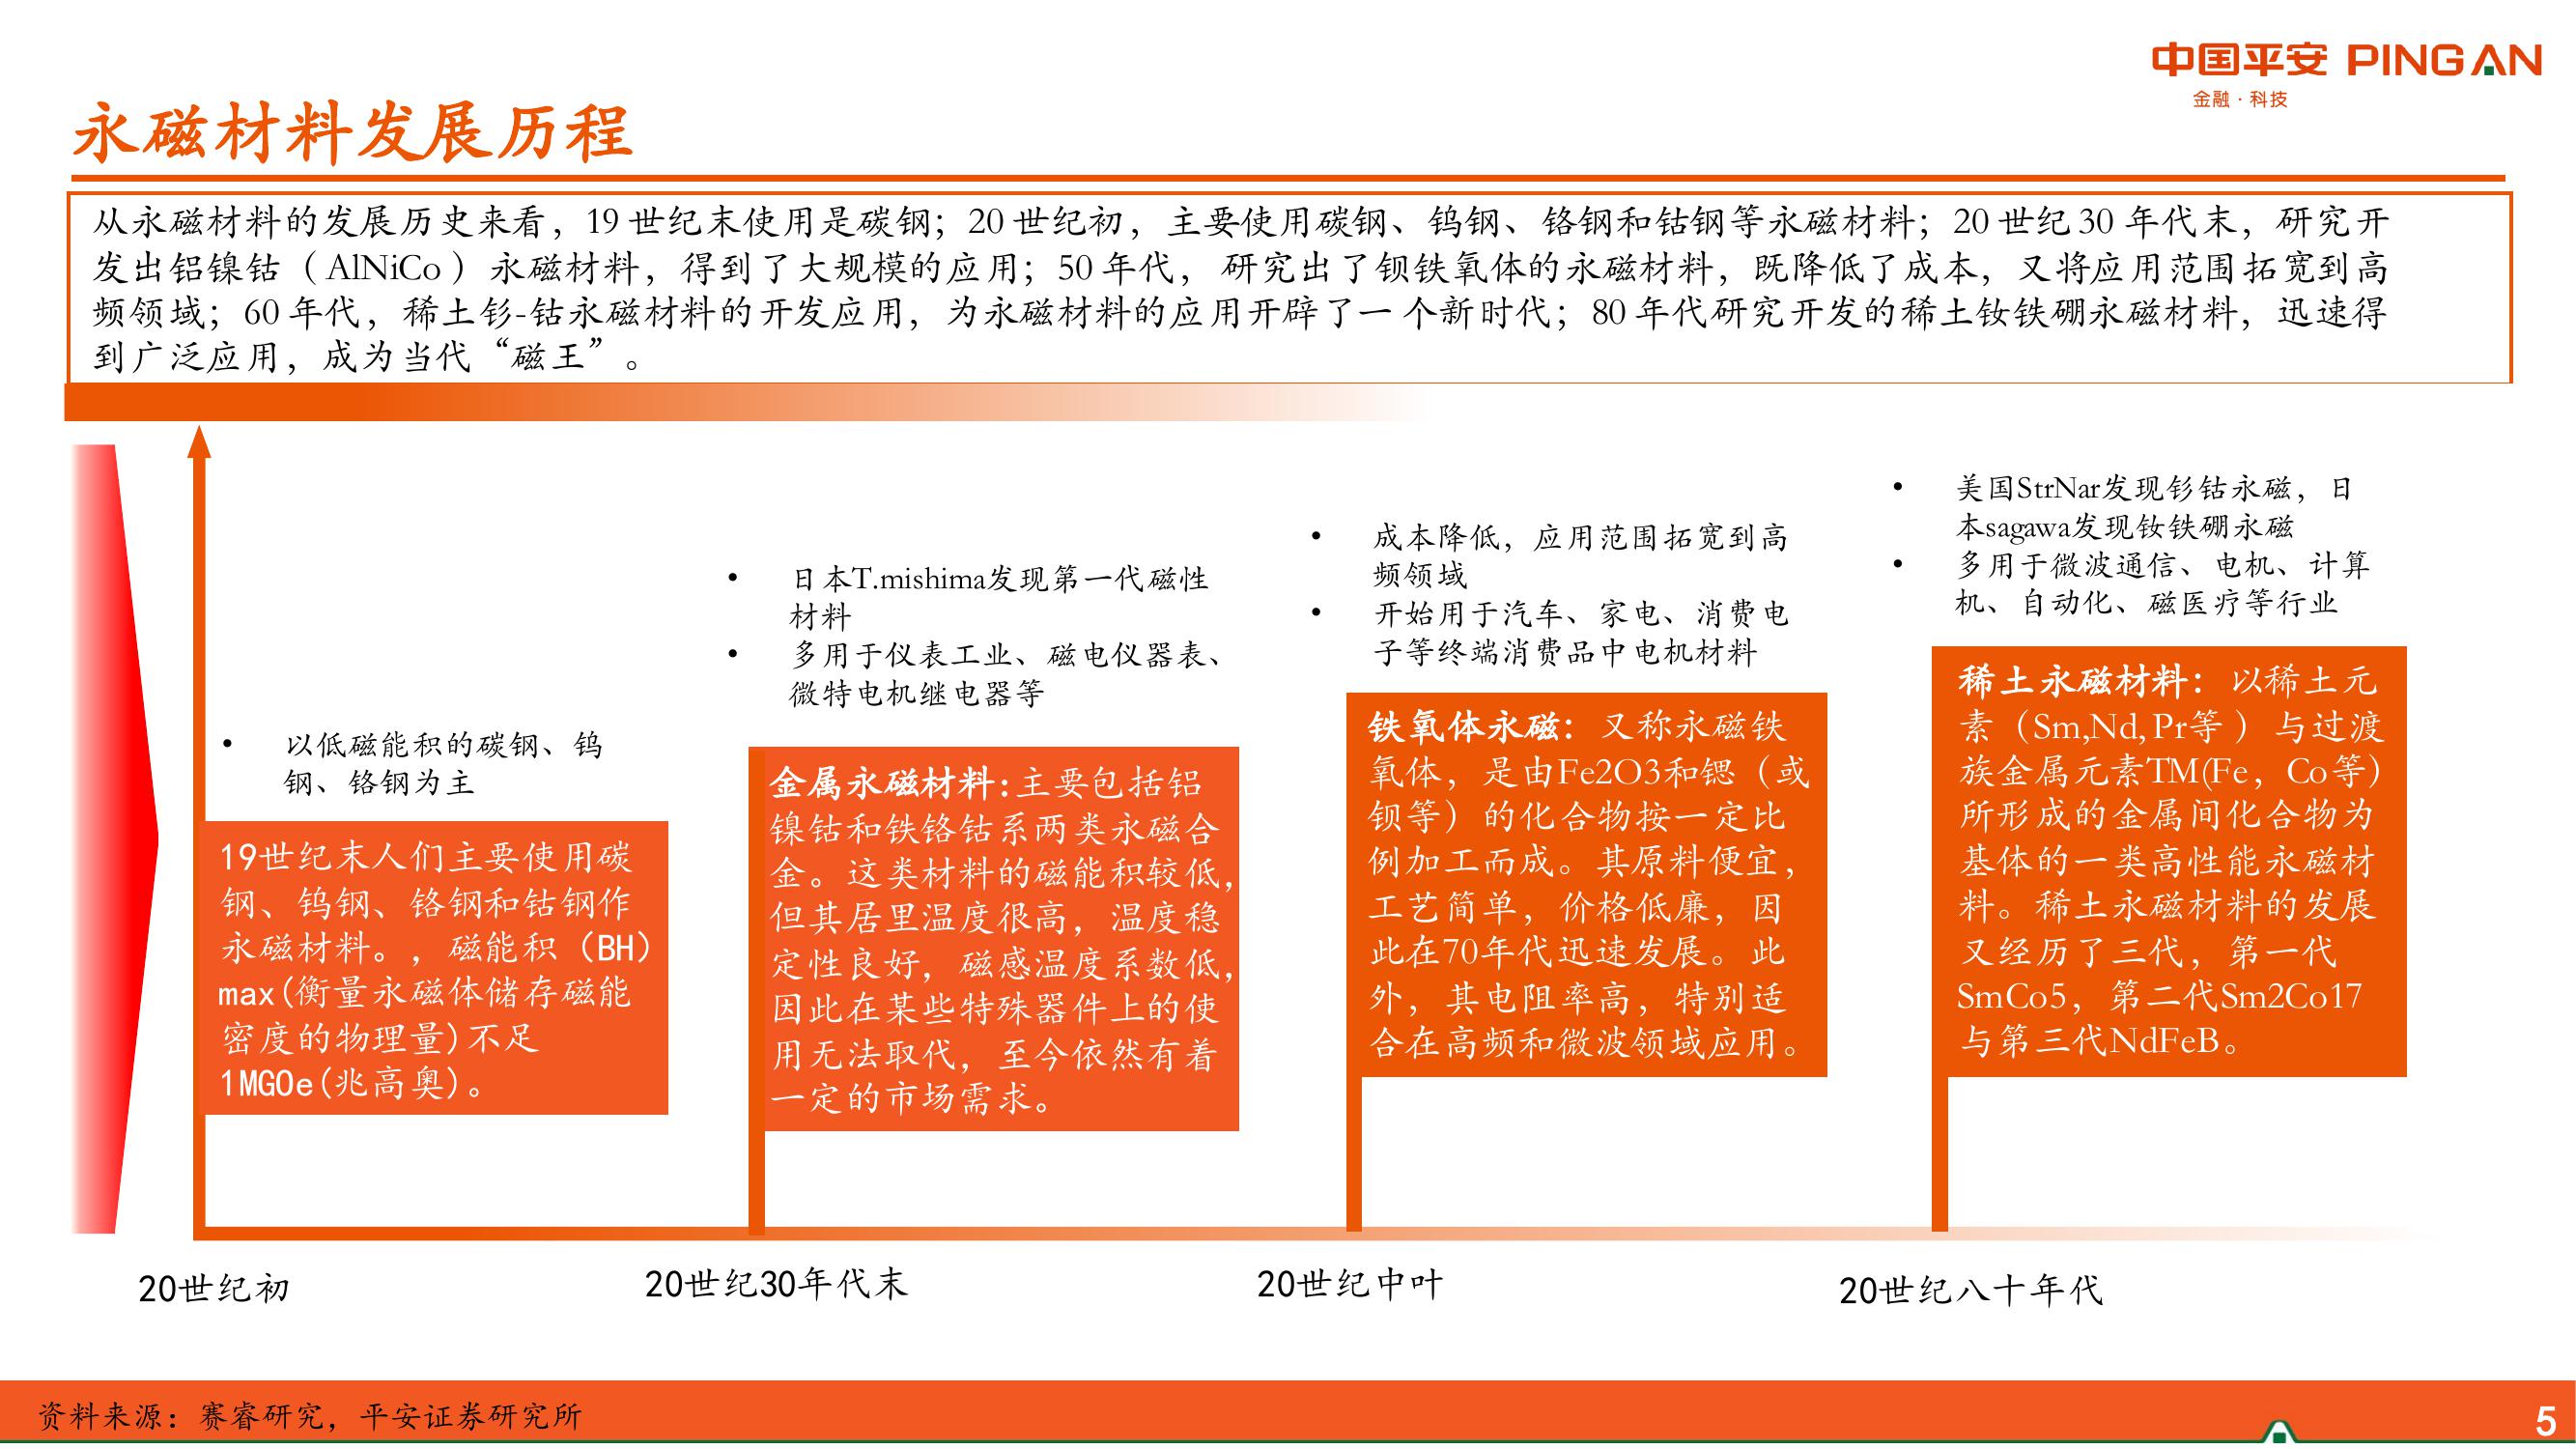 中国平安 PINGAN
金融·科技
永磁材料发展历程
从永磁材料的发展历史来看，19世纪末使用是碳钢；20世纪初，主要使用碳钢、钨钢、铬钢和钴钢等永磁材料；20世纪30年代末，研究开
发出铝镍钴（AlNiCo）永磁材料，得到了大规模的应用；50年代，研究出了钡铁氧体的永磁材料，既降低了成本，又将应用范围拓宽到高
频领域；60年代，稀土钐-钴永磁材料的开发应用，为永磁材料的应用开辟了一个新时代；80年代研究开发的稀土钕铁硼永磁材料，迅速得
到广泛应用，成为当代“磁王”。
• 以低磁能积的碳钢、钨
钢、铬钢为主
19世纪末人们主要使用碳
钢、钨钢、铬钢和钴钢作
永磁材料。，磁能积（BH）
max(衡量永磁体储存磁能
密度的物理量)不足
1MGOe(兆高奥)。
• 日本T.mishima发现第一代磁性
材料
• 多用于仪表工业、磁电仪器表、
微特电机继电器等
金属永磁材料:主要包括铝
镍钴和铁铬钴系两类永磁合
金。这类材料的磁能积较低，
但其居里温度很高，温度稳
定性良好，磁感温度系数低，
因此在某些特殊器件上的使
用无法取代，至今依然有着
一定的市场需求。
• 成本降低，应用范围拓宽到高
频领域
• 开始用于汽车、家电、消费电
子等终端消费品中电机材料
铁氧体永磁：又称永磁铁
氧体，是由Fe2O3和锶（或
钡等）的化合物按一定比
例加工而成。其原料便宜，
工艺简单，价格低廉，因
此在70年代迅速发展。此
外，其电阻率高，特别适
合在高频和微波领域应用。
• 美国StrNar发现钐钴永磁，日
本sagawa发现钕铁硼永磁
• 多用于微波通信、电机、计算
机、自动化、磁医疗等行业
稀土永磁材料：以稀土元
素（Sm,Nd, Pr等）与过渡
族金属元素TM(Fe，Co等)
所形成的金属间化合物为
基体的一类高性能永磁材
料。稀土永磁材料的发展
又经历了三代，第一代
SmCo5，第二代Sm2Co17
与第三代NdFeB。
20世纪初
20世纪30年代末
20世纪中叶
20世纪八十年代
资料来源：赛睿研究，平安证券研究所
5